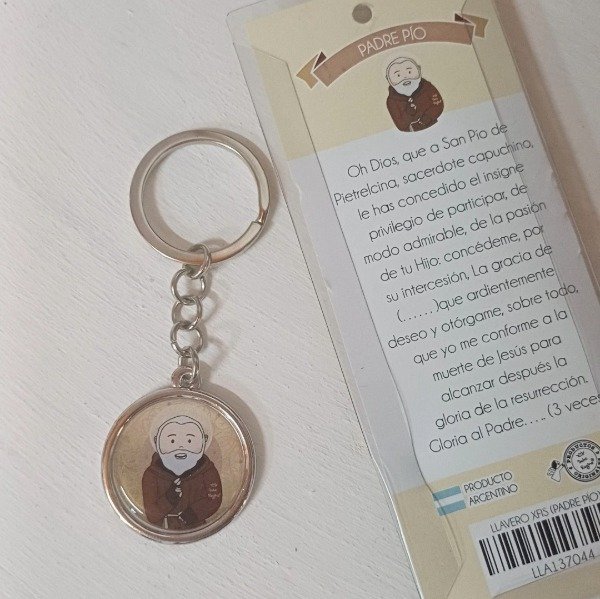 PADRE PÍO
Oh Dios, que a San Pío de
Pietrelcina, sacerdote capuchino,
le has concedido el insigne
privilegio de participar, de
modo admirable, de la pasión
de tu Hijo: concédeme, por
su intercesión, La gracia de
(......)que ardientemente
deseo y otórgame, sobre todo,
que yo me conforme a la
muerte de Jesús para
alcanzar después la
gloria de la resurrección.
Gloria al Padre.....(3 veces
PRODUCTO
ARGENTINO
LLAVERO XFIS (PADRE PÍO)
LLA137044